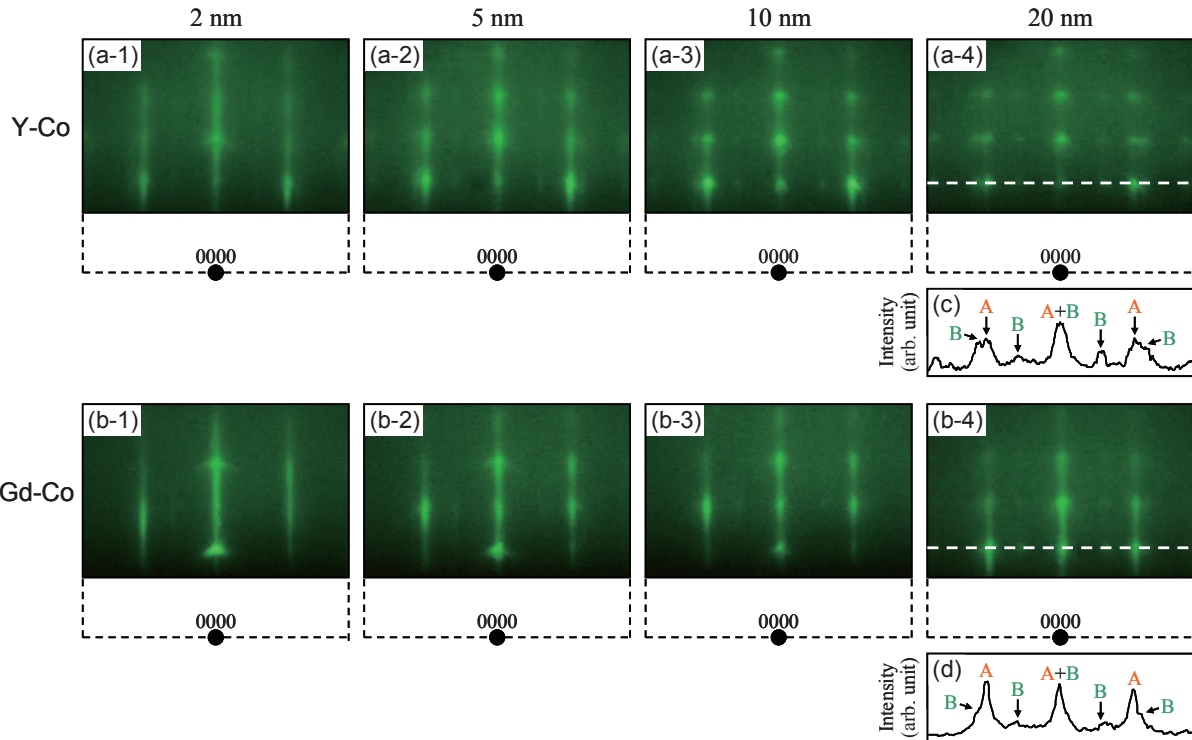 2 nm 5 nm 10 nm 20 nm
Y-Co
(a-1) (a-2) (a-3) (a-4)
0000 0000 0000 0000
Intensity
(arb. unit)
(c)
A A+B A
B B B B
Gd-Co
(b-1) (b-2) (b-3) (b-4)
0000 0000 0000 0000
Intensity
(arb. unit)
(d)
A A+B A
B B B B